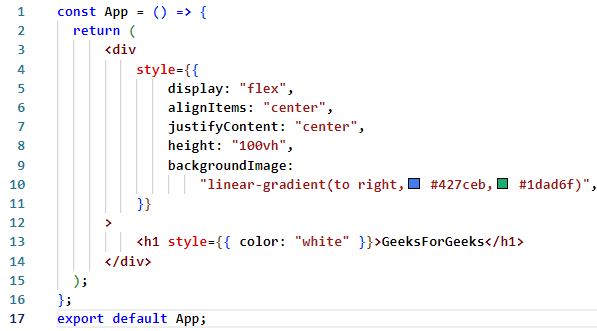 1 const App = () => {
2 return (
3 <div
4 style={{
5 display: "flex",
6 alignItems: "center",
7 justifyContent: "center",
8 height: "100vh",
9 backgroundImage:
10 "linear-gradient(to right, #427ceb, #1dad6f)",
11 }}
12 >
13 <h1 style={{ color: "white" }}>GeeksForGeeks</h1>
14 </div>
15 );
16 };
17 export default App;